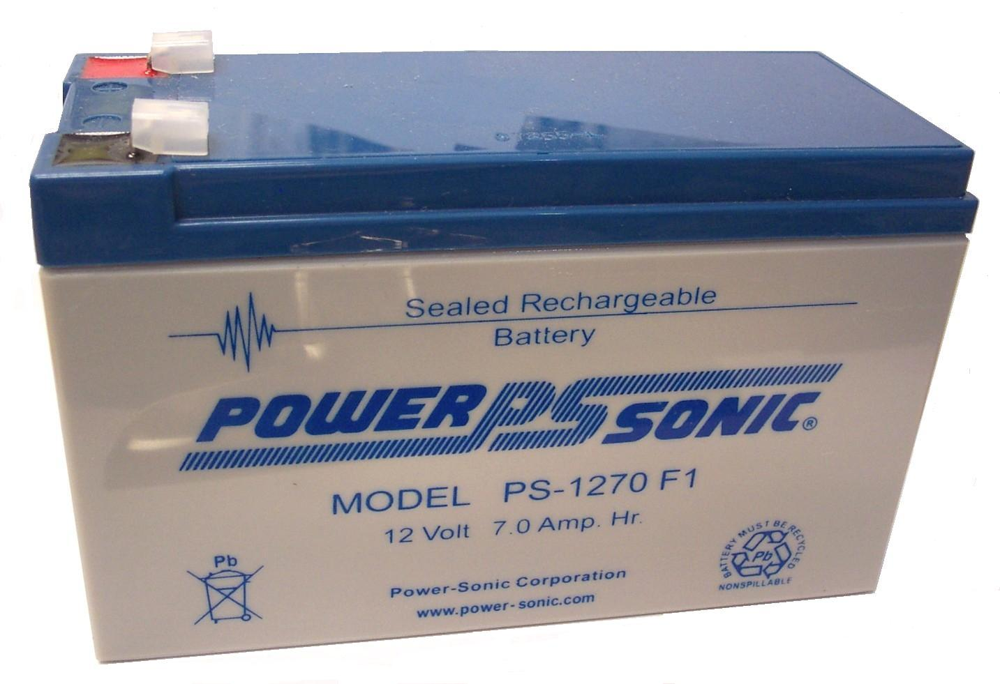 Sealed Rechargeable
Battery
POWER PS SONIC®
MODEL PS-1270 F1
12 Volt 7.0 Amp. Hr.
Power-Sonic Corporation
www.power-sonic.com
Pb
BATTERY MUST BE RECYCLED
Pb
NONSPILLABLE